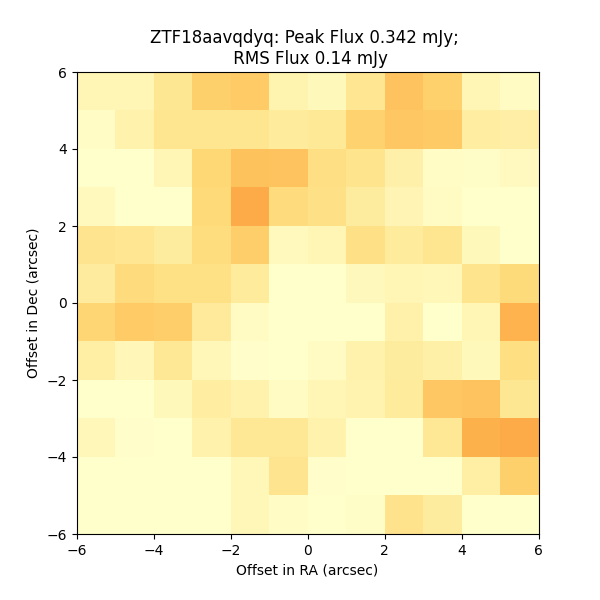 ZTF18aavqdyq: Peak Flux 0.342 mJy;
RMS Flux 0.14 mJy
6
4
2
0
−2
−4
−6
Offset in Dec (arcsec)
−6 −4 −2 0 2 4 6
Offset in RA (arcsec)